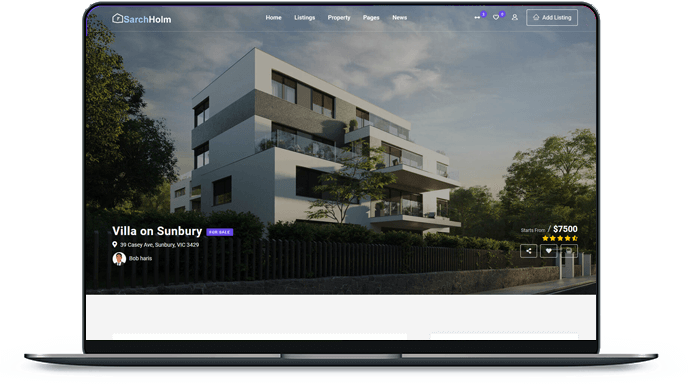 SarchHolm
Home Listings Property Pages News
Add Listing
Villa on Sunbury FOR SALE
39 Casey Ave, Sunbury, VIC 3429
Bob haris
Starts From / $7500